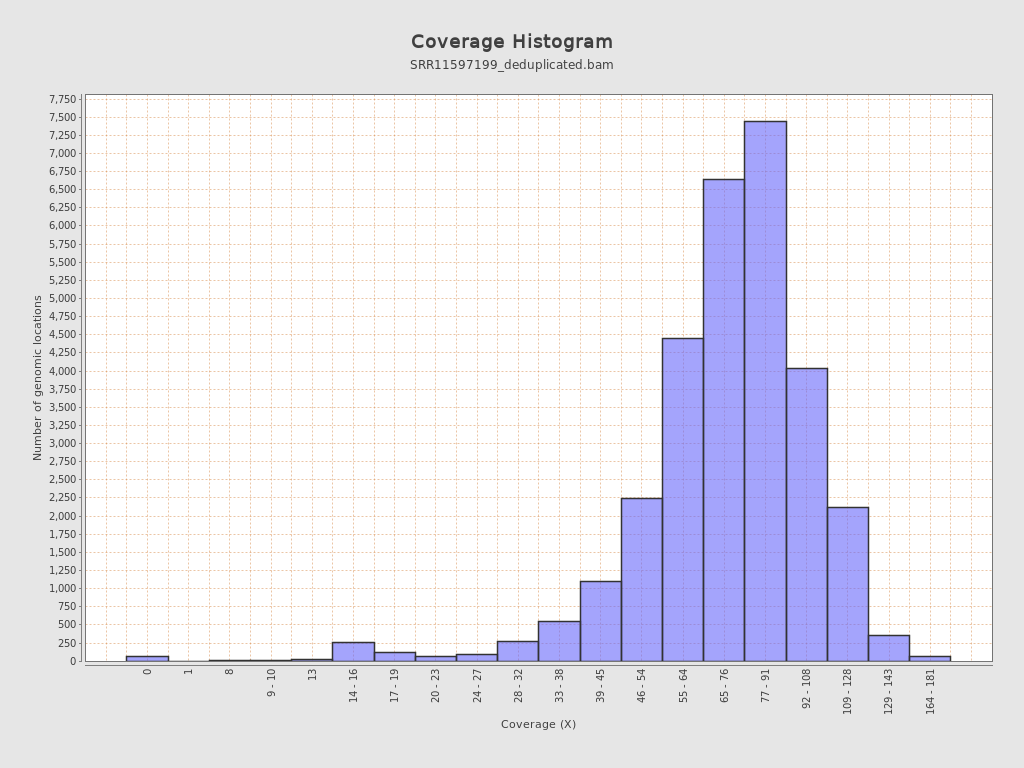 Coverage Histogram
SRR11597199_deduplicated.bam
Number of genomic locations
7,750
7,500
7,250
7,000
6,750
6,500
6,250
6,000
5,750
5,500
5,250
5,000
4,750
4,500
4,250
4,000
3,750
3,500
3,250
3,000
2,750
2,500
2,250
2,000
1,750
1,500
1,250
1,000
750
500
250
0
0
1
8
9 - 10
13
14 - 16
17 - 19
20 - 23
24 - 27
28 - 32
33 - 38
39 - 45
46 - 54
55 - 64
65 - 76
77 - 91
92 - 108
109 - 128
129 - 143
164 - 181
Coverage (X)